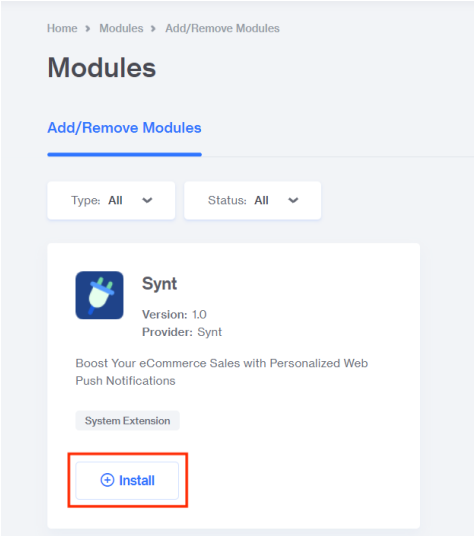 Home > Modules > Add/Remove Modules
Modules
Add/Remove Modules
Type: All
Status: All
Synt
Version: 1.0
Provider: Synt
Boost Your eCommerce Sales with Personalized Web
Push Notifications
System Extension
Install